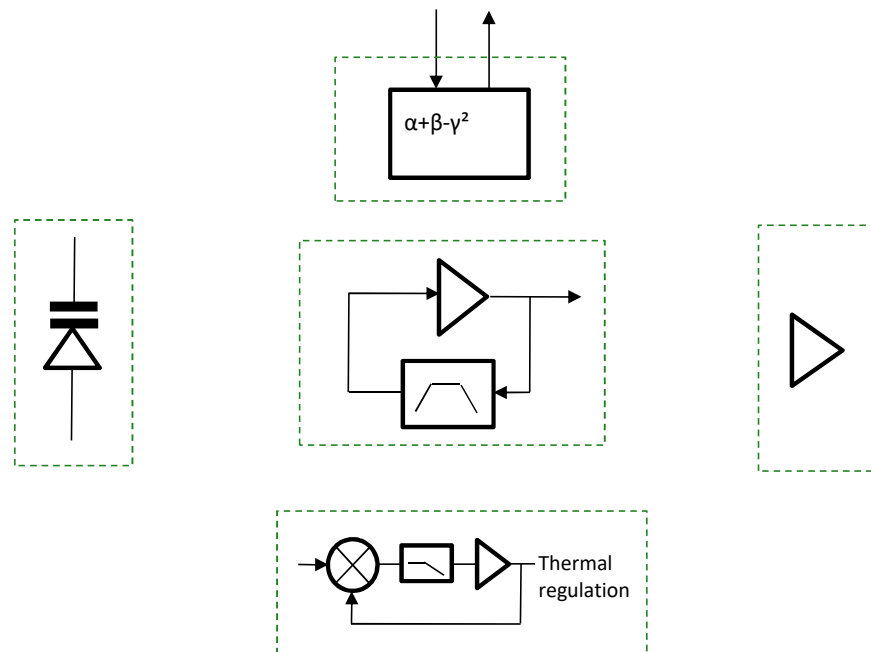 α+β-γ²
Thermal
regulation